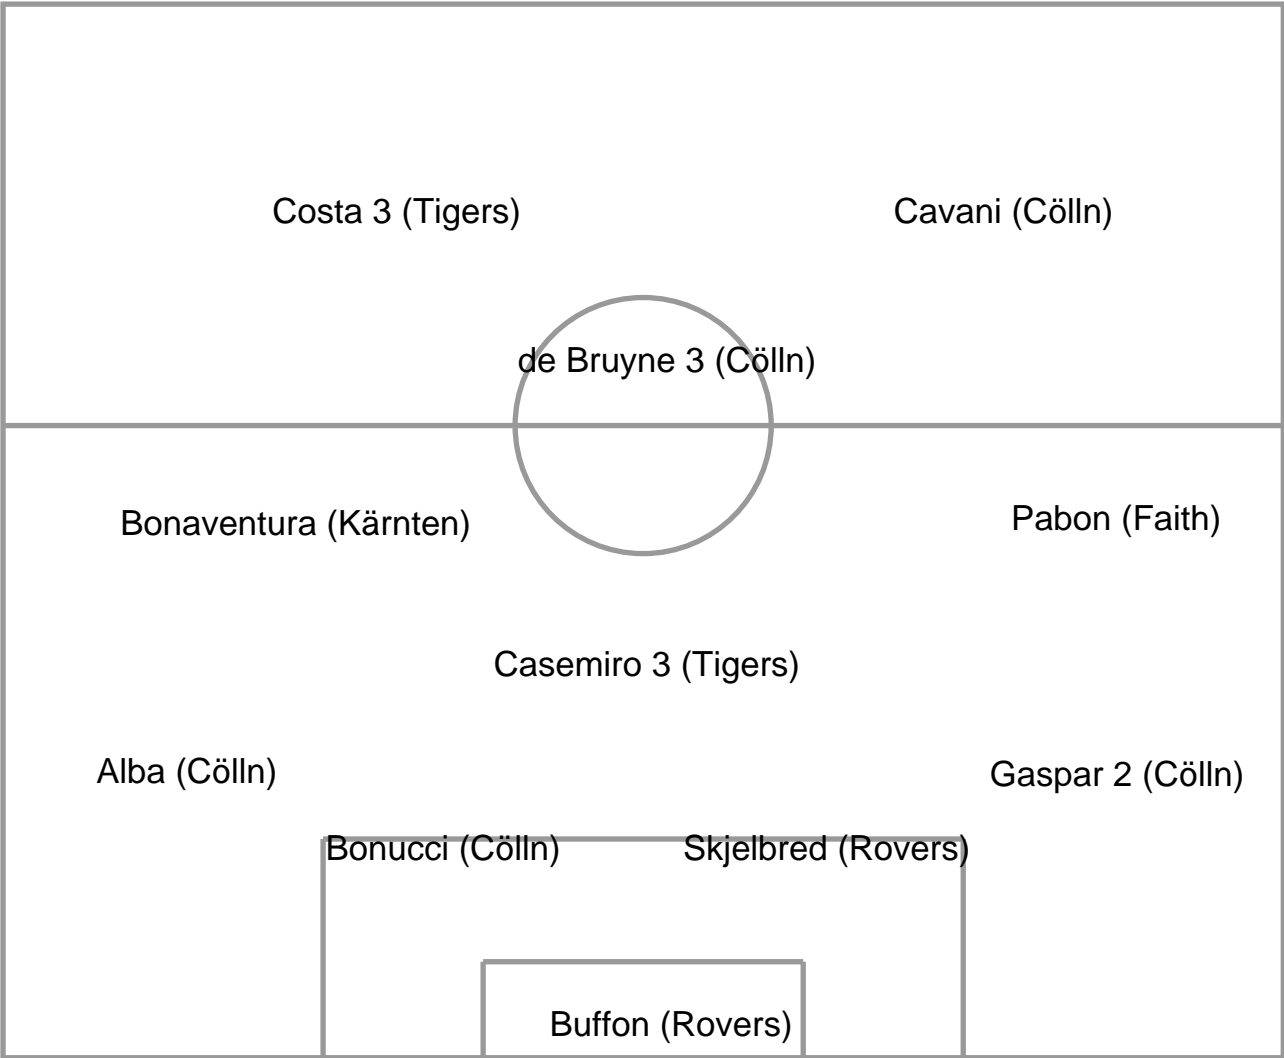 Costa 3 (Tigers)
Cavani (Cölln)
de Bruyne 3 (Cölln)
Bonaventura (Kärnten)
Pabon (Faith)
Casemiro 3 (Tigers)
Alba (Cölln)
Gaspar 2 (Cölln)
Bonucci (Cölln)
Skjelbred (Rovers)
Buffon (Rovers)